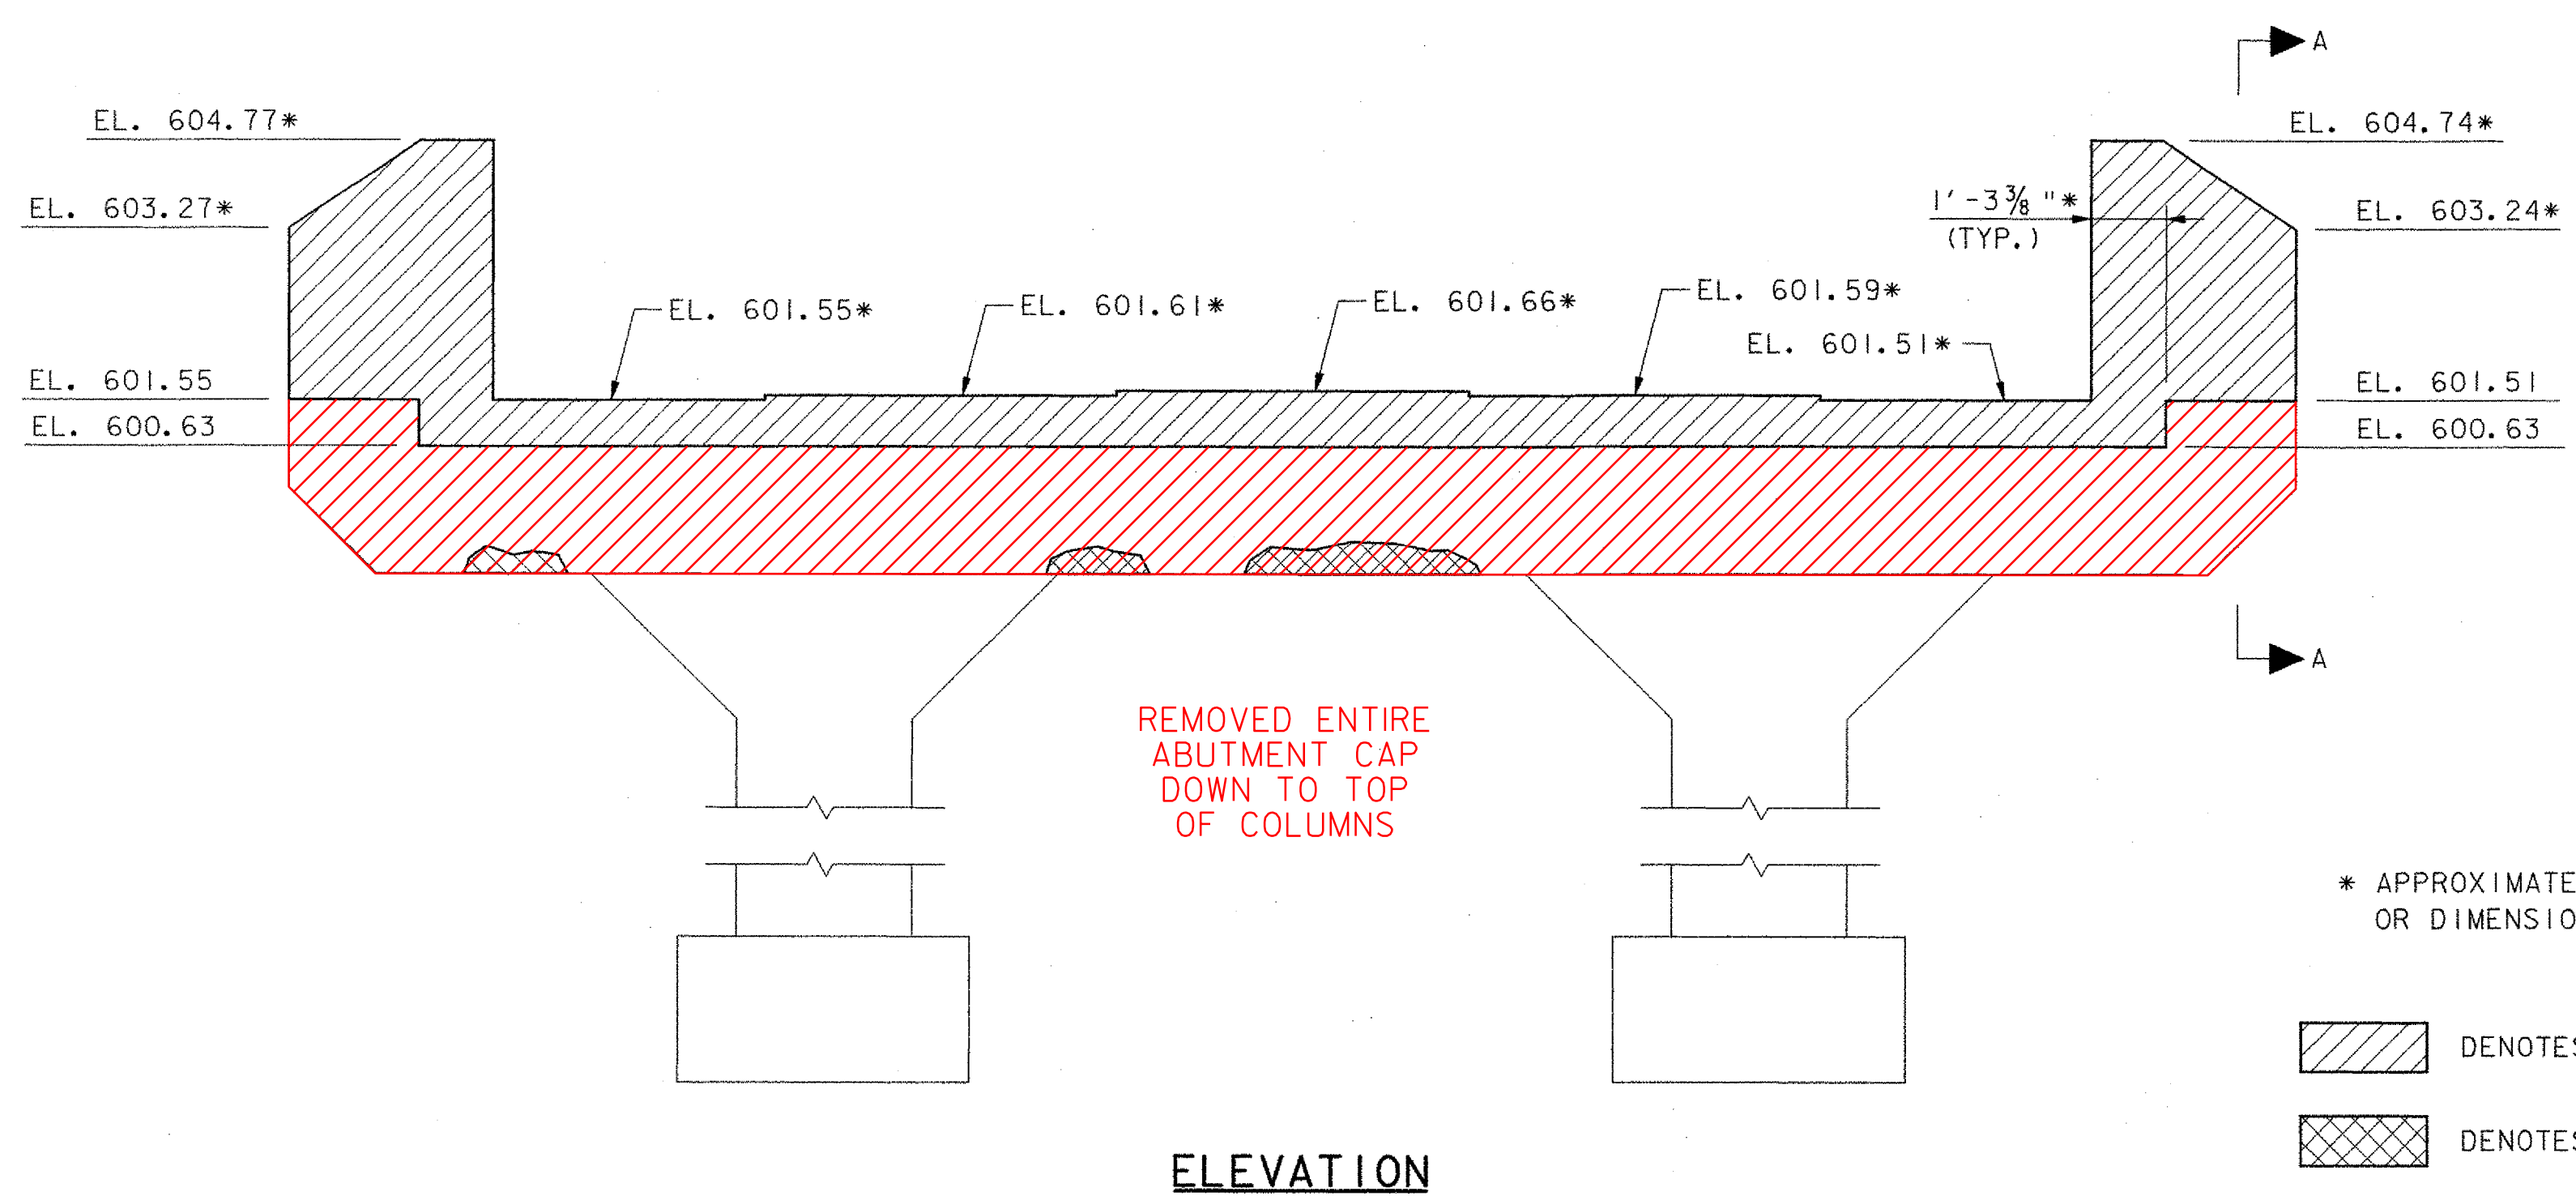 A
EL. 604.77*
EL. 604.74*
EL. 603.27*
1'-3⅜"*
(TYP.)
EL. 603.24*
EL. 601.55*
EL. 601.61*
EL. 601.66*
EL. 601.59*
EL. 601.51*
EL. 601.55
EL. 601.51
EL. 600.63
EL. 600.63
A
REMOVED ENTIRE
ABUTMENT CAP
DOWN TO TOP
OF COLUMNS
* APPROXIMATE
OR DIMENSIO
DENOTES
DENOTES
ELEVATION